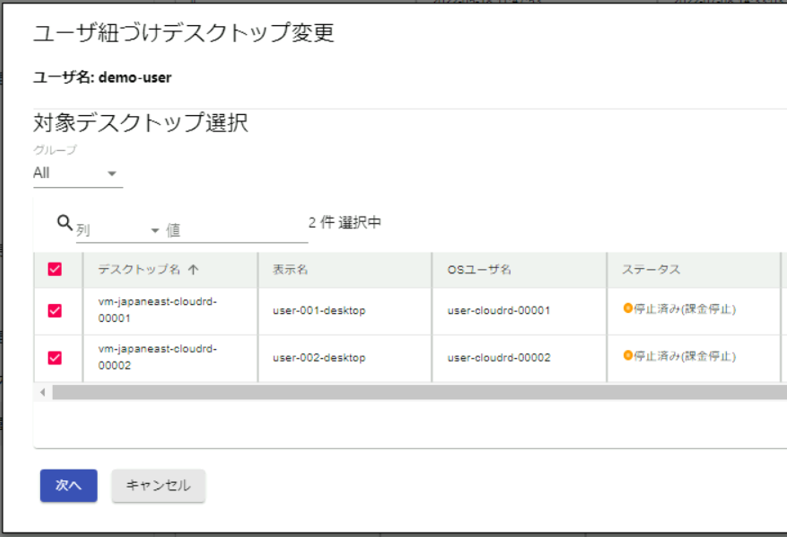 ユーザ紐づけデスクトップ変更
ユーザ名: demo-user
対象デスクトップ選択
グループ
All
列 値 2 件 選択中
デスクトップ名 ↑ 表示名 OSユーザ名 ステータス
vm-japaneast-cloudrd-
00001 user-001-desktop user-cloudrd-00001 停止済み(課金停止)
vm-japaneast-cloudrd-
00002 user-002-desktop user-cloudrd-00002 停止済み(課金停止)
次へ キャンセル